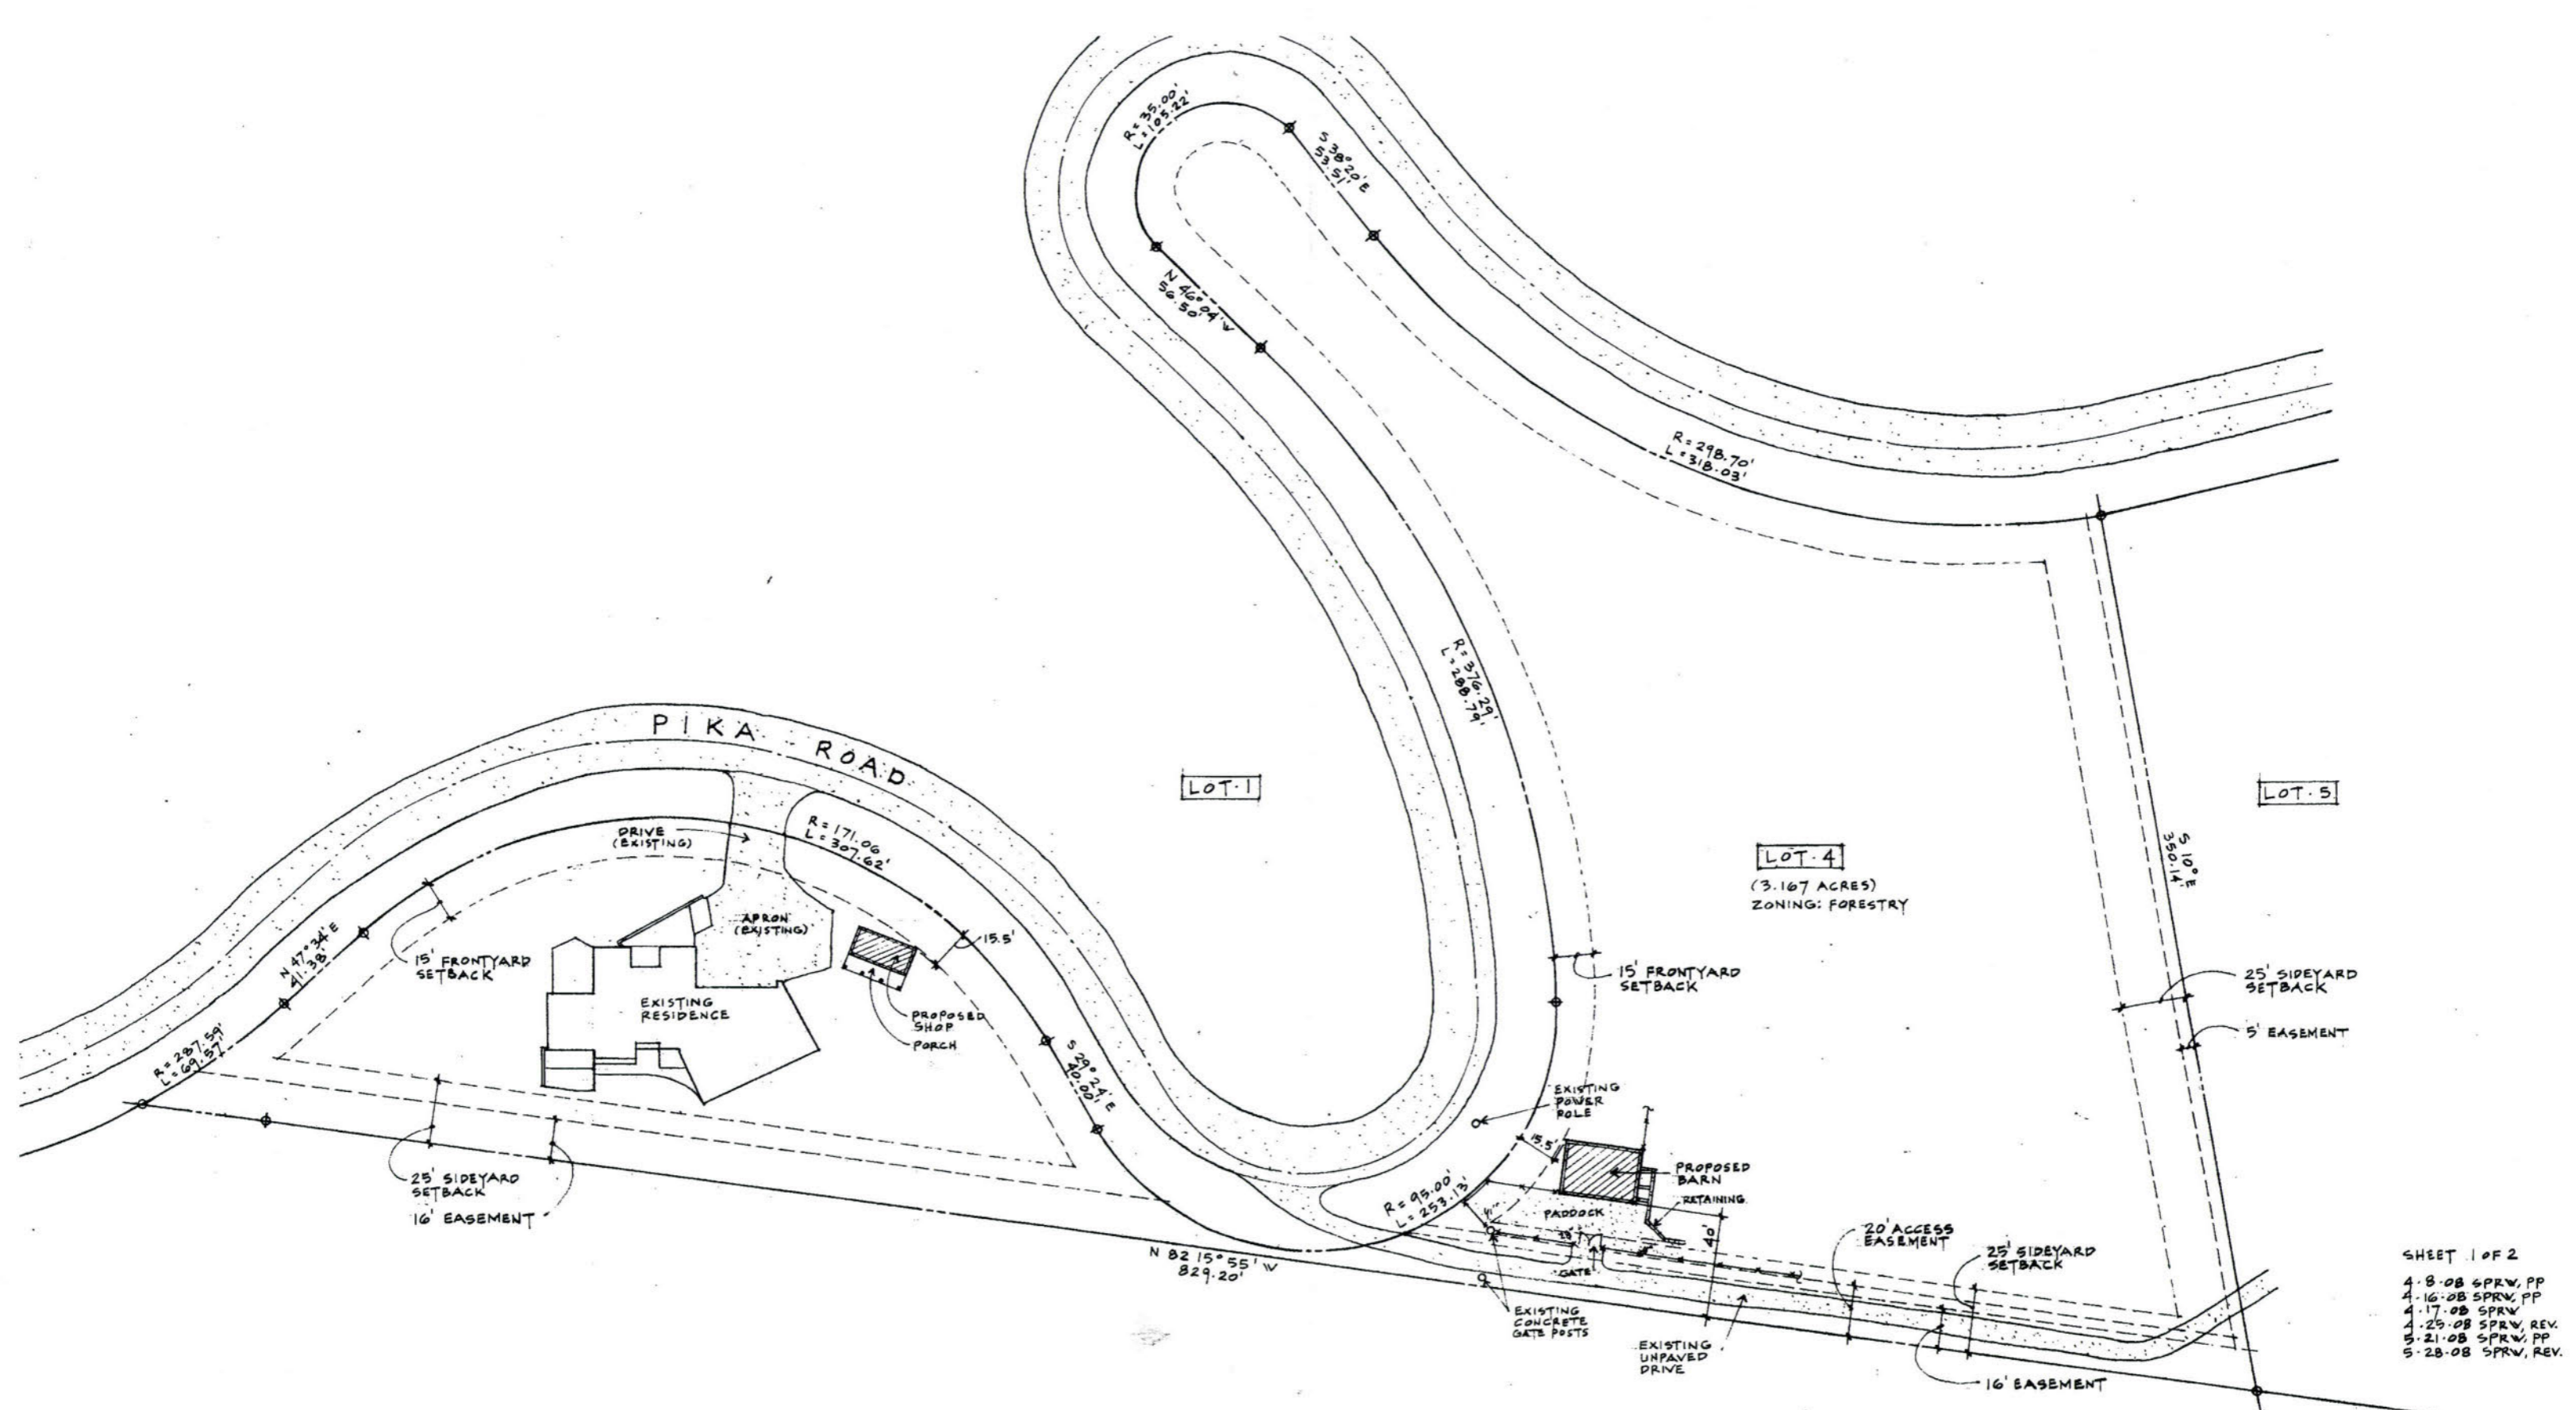 R = 35.00'
L = 105.22'
S 38° 20' E
53.51'
N 46° 04' W
56.50'
R = 298.70'
L = 318.03'
R = 376.29'
L = 288.79'
PIKA ROAD
LOT·1
LOT·5
LOT·4
(3.167 ACRES)
ZONING: FORESTRY
DRIVE
(EXISTING)
R = 171.06'
L = 307.62'
S 10° E
350.14'
APRON
(EXISTING)
15.5'
N 47° 34' E
41.38'
15' FRONTYARD
SETBACK
EXISTING
RESIDENCE
PROPOSED
SHOP
PORCH
15' FRONTYARD
SETBACK
25' SIDEYARD
SETBACK
5' EASEMENT
R = 287.59'
L = 69.57'
S 29° 24' E
40.00'
EXISTING
POWER
POLE
15.5'
PROPOSED
BARN
RETAINING
PADDOCK
40'
GATE
R = 95.00'
L = 253.13'
25' SIDEYARD
SETBACK
16' EASEMENT
N 82 15° 55' W
829.20'
20' ACCESS
EASEMENT
25' SIDEYARD
SETBACK
EXISTING
CONCRETE
GATE POSTS
EXISTING
UNPAVED
DRIVE
16' EASEMENT
SHEET 1 OF 2
4·8·08 SPRW, PP
4·16·08 SPRW, PP
4·17·08 SPRW
4·25·08 SPRW, REV.
5·21·08 SPRW, PP
5·28·08 SPRW, REV.